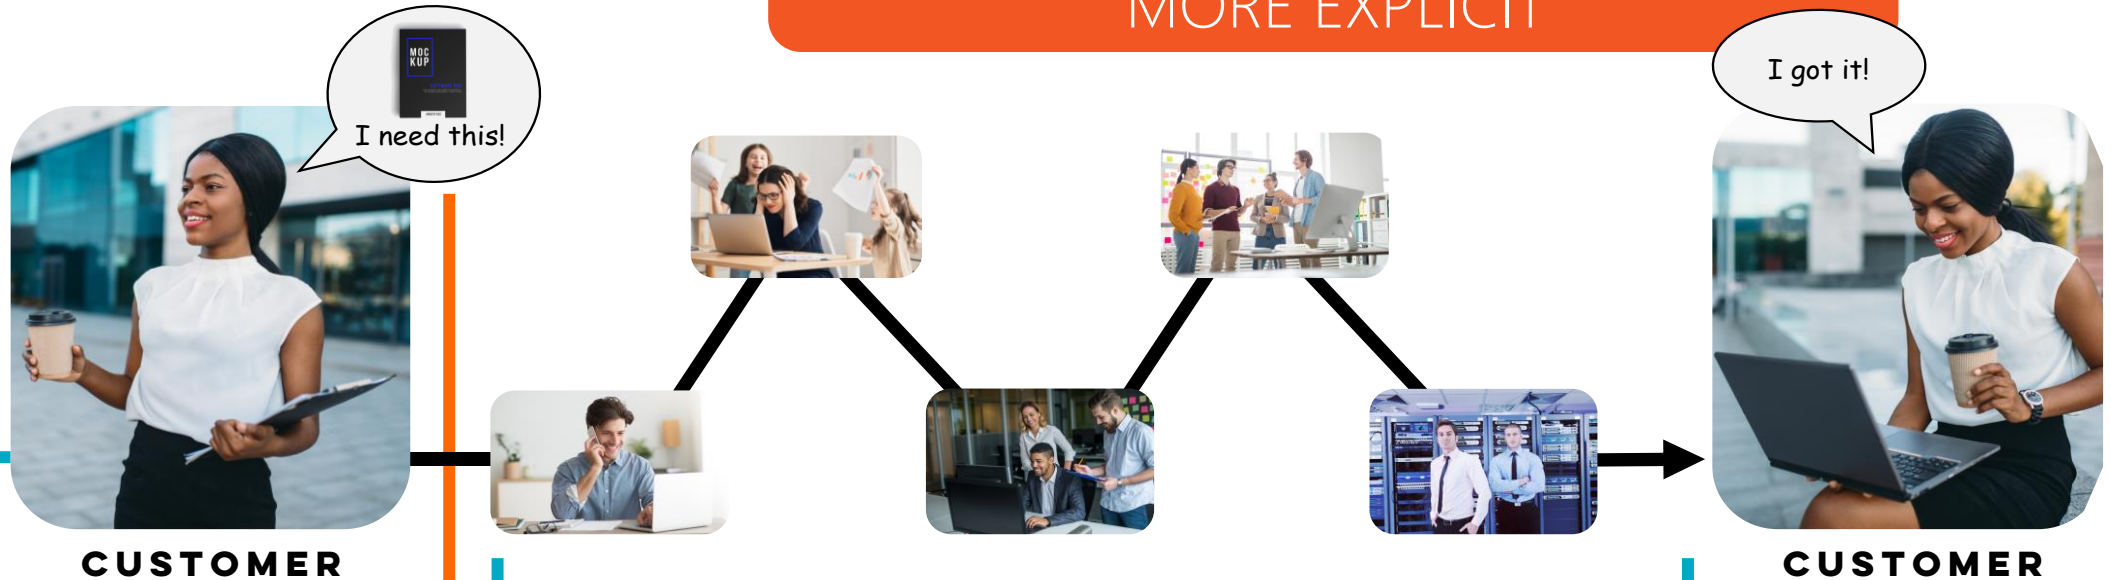 MORE EXPLICIT
MOC
KUP
I need this!
I got it!
CUSTOMER
CUSTOMER